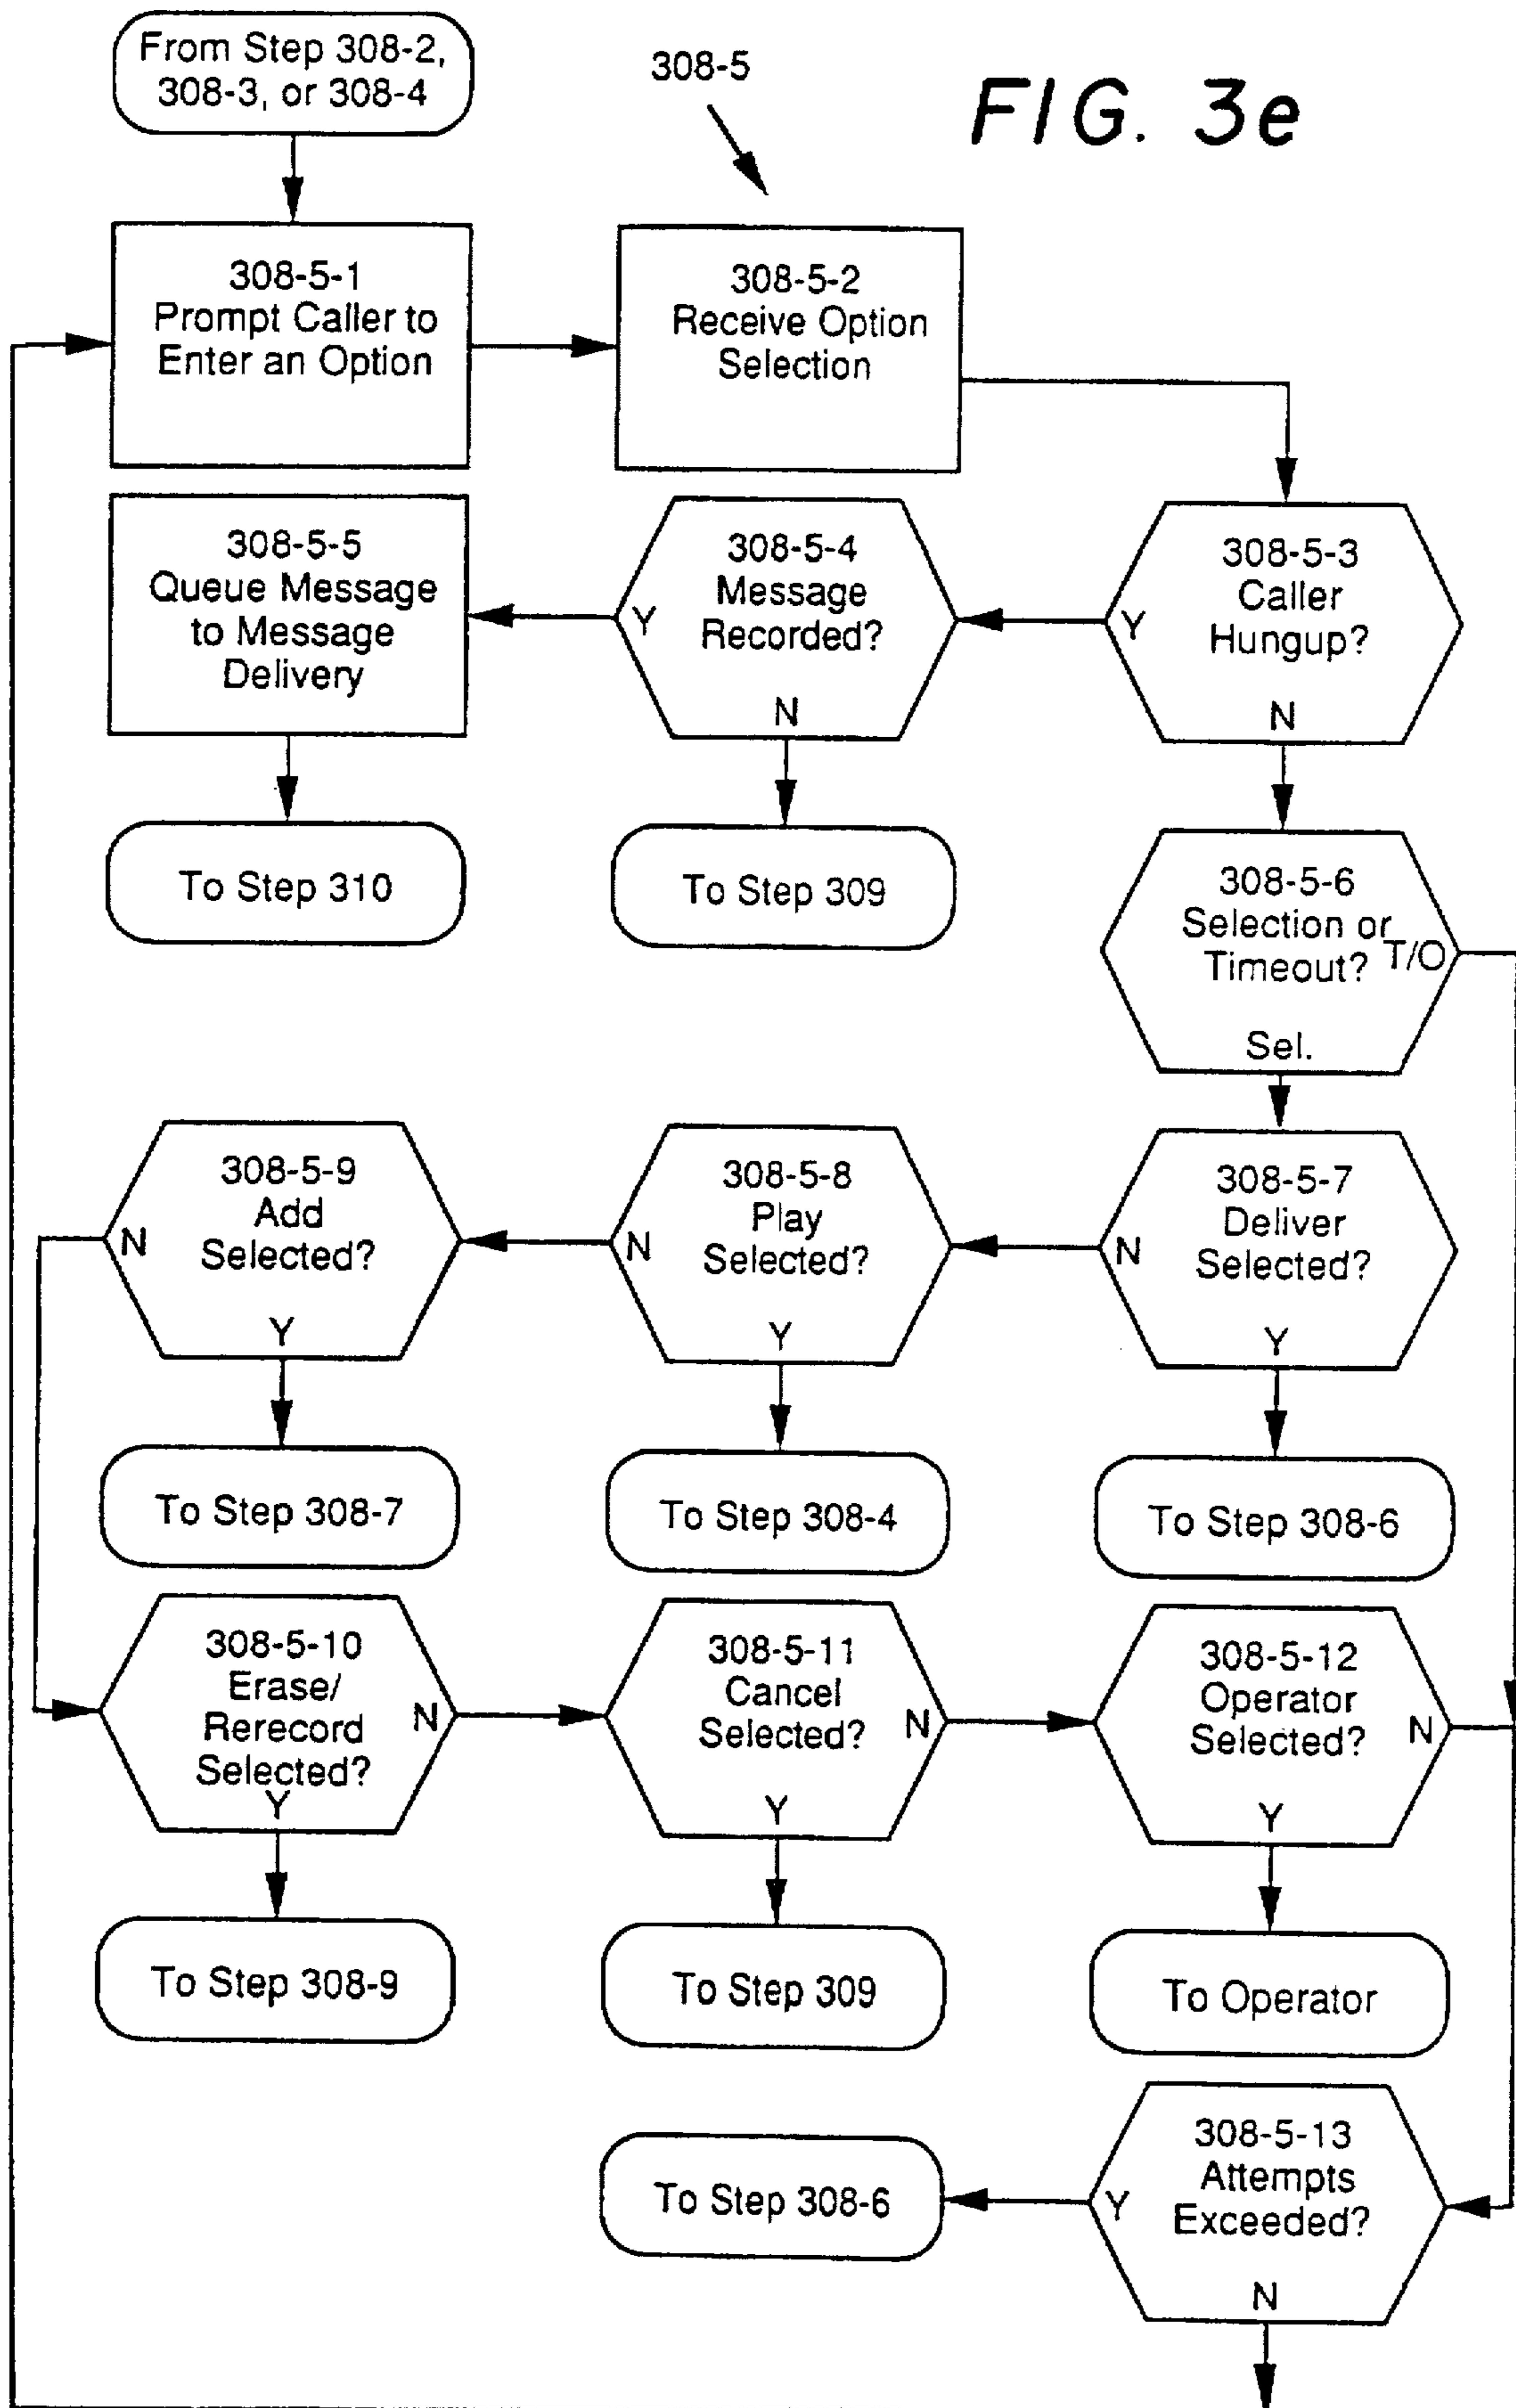 From Step 308-2,
308-3, or 308-4
308-5
FIG. 3e
308-5-1
Prompt Caller to
Enter an Option
308-5-2
Receive Option
Selection
308-5-5
Queue Message
to Message
Delivery
308-5-4
Message
Recorded?
Y
N
308-5-3
Caller
Hungup?
Y
N
To Step 310
To Step 309
308-5-6
Selection or
Timeout?
T/O
Sel.
308-5-9
Add
Selected?
N
Y
308-5-8
Play
Selected?
N
Y
308-5-7
Deliver
Selected?
N
Y
To Step 308-7
To Step 308-4
To Step 308-6
308-5-10
Erase/
Rerecord
Selected?
N
Y
308-5-11
Cancel
Selected?
N
Y
308-5-12
Operator
Selected?
N
Y
To Step 308-9
To Step 309
To Operator
To Step 308-6
308-5-13
Attempts
Exceeded?
Y
N